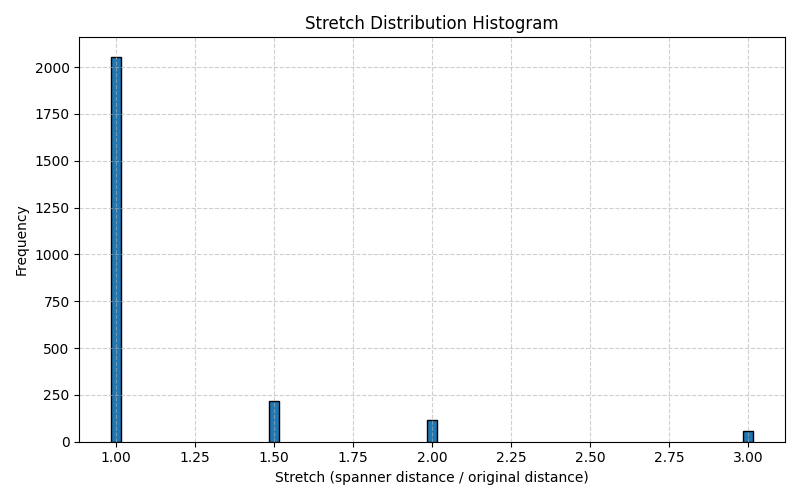 Stretch Distribution Histogram
Frequency
2000
1750
1500
1250
1000
750
500
250
0
1.00 1.25 1.50 1.75 2.00 2.25 2.50 2.75 3.00
Stretch (spanner distance / original distance)